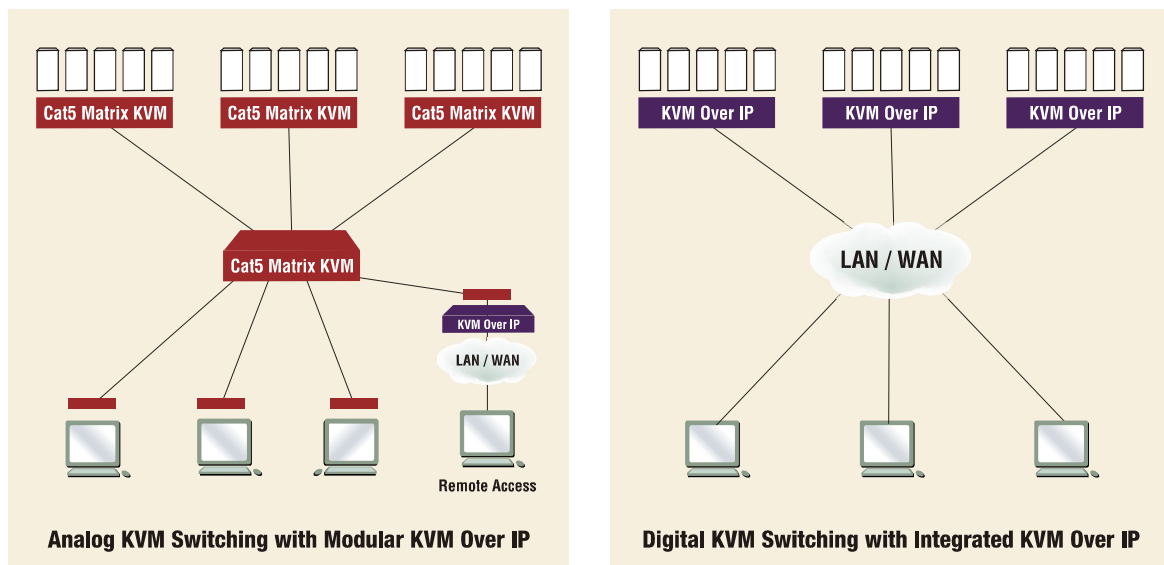 Cat5 Matrix KVM
Cat5 Matrix KVM
Cat5 Matrix KVM
Cat5 Matrix KVM
KVM Over IP
LAN / WAN
Remote Access
Analog KVM Switching with Modular KVM Over IP
KVM Over IP
KVM Over IP
KVM Over IP
LAN / WAN
Digital KVM Switching with Integrated KVM Over IP